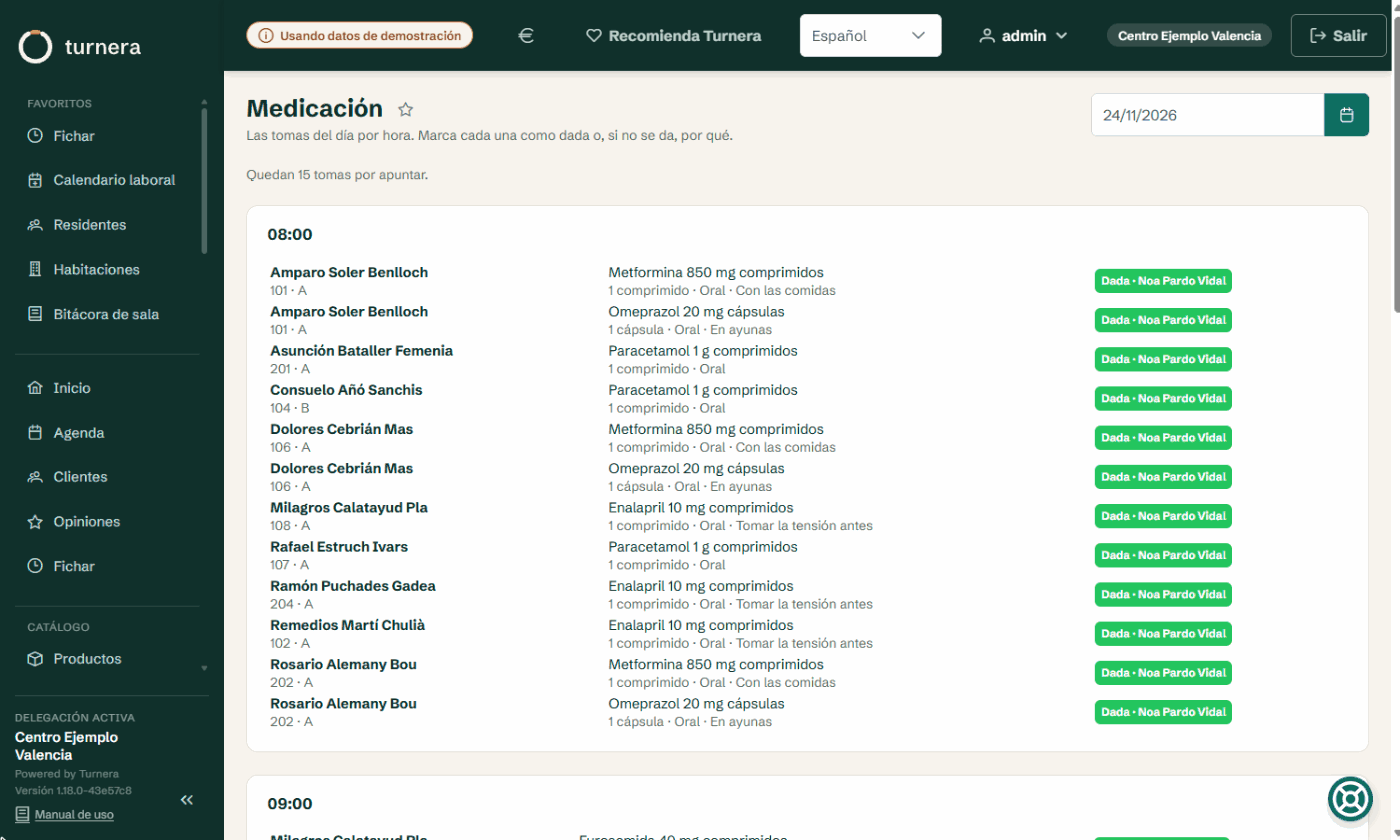 turnera
Usando datos de demostración
€
Recomienda Turnera
Español
admin
Centro Ejemplo Valencia
Salir
FAVORITOS
Fichar
Calendario laboral
Residentes
Habitaciones
Bitácora de sala
Inicio
Agenda
Clientes
Opiniones
Fichar
CATÁLOGO
Productos
DELEGACIÓN ACTIVA
Centro Ejemplo
Valencia
Powered by Turnera
Versión 1.18.0-43e57c8
Manual de uso
Medicación
Las tomas del día por hora. Marca cada una como dada o, si no se da, por qué.
24/11/2026
Quedan 15 tomas por apuntar.
08:00
Amparo Soler Benlloch Metformina 850 mg comprimidos
101 · A 1 comprimido · Oral · Con las comidas
Dada · Noa Pardo Vidal
Amparo Soler Benlloch Omeprazol 20 mg cápsulas
101 · A 1 cápsula · Oral · En ayunas
Dada · Noa Pardo Vidal
Asunción Bataller Femenia Paracetamol 1 g comprimidos
201 · A 1 comprimido · Oral
Dada · Noa Pardo Vidal
Consuelo Añó Sanchis Paracetamol 1 g comprimidos
104 · B 1 comprimido · Oral
Dada · Noa Pardo Vidal
Dolores Cebrián Mas Metformina 850 mg comprimidos
106 · A 1 comprimido · Oral · Con las comidas
Dada · Noa Pardo Vidal
Dolores Cebrián Mas Omeprazol 20 mg cápsulas
106 · A 1 cápsula · Oral · En ayunas
Dada · Noa Pardo Vidal
Milagros Calatayud Pla Enalapril 10 mg comprimidos
108 · A 1 comprimido · Oral · Tomar la tensión antes
Dada · Noa Pardo Vidal
Rafael Estruch Ivars Paracetamol 1 g comprimidos
107 · A 1 comprimido · Oral
Dada · Noa Pardo Vidal
Ramón Puchades Gadea Enalapril 10 mg comprimidos
204 · A 1 comprimido · Oral · Tomar la tensión antes
Dada · Noa Pardo Vidal
Remedios Martí Chulià Enalapril 10 mg comprimidos
102 · A 1 comprimido · Oral · Tomar la tensión antes
Dada · Noa Pardo Vidal
Rosario Alemany Bou Metformina 850 mg comprimidos
202 · A 1 comprimido · Oral · Con las comidas
Dada · Noa Pardo Vidal
Rosario Alemany Bou Omeprazol 20 mg cápsulas
202 · A 1 cápsula · Oral · En ayunas
Dada · Noa Pardo Vidal
09:00
Milagros Calatayud Pla Furosemida 40 mg comprimidos